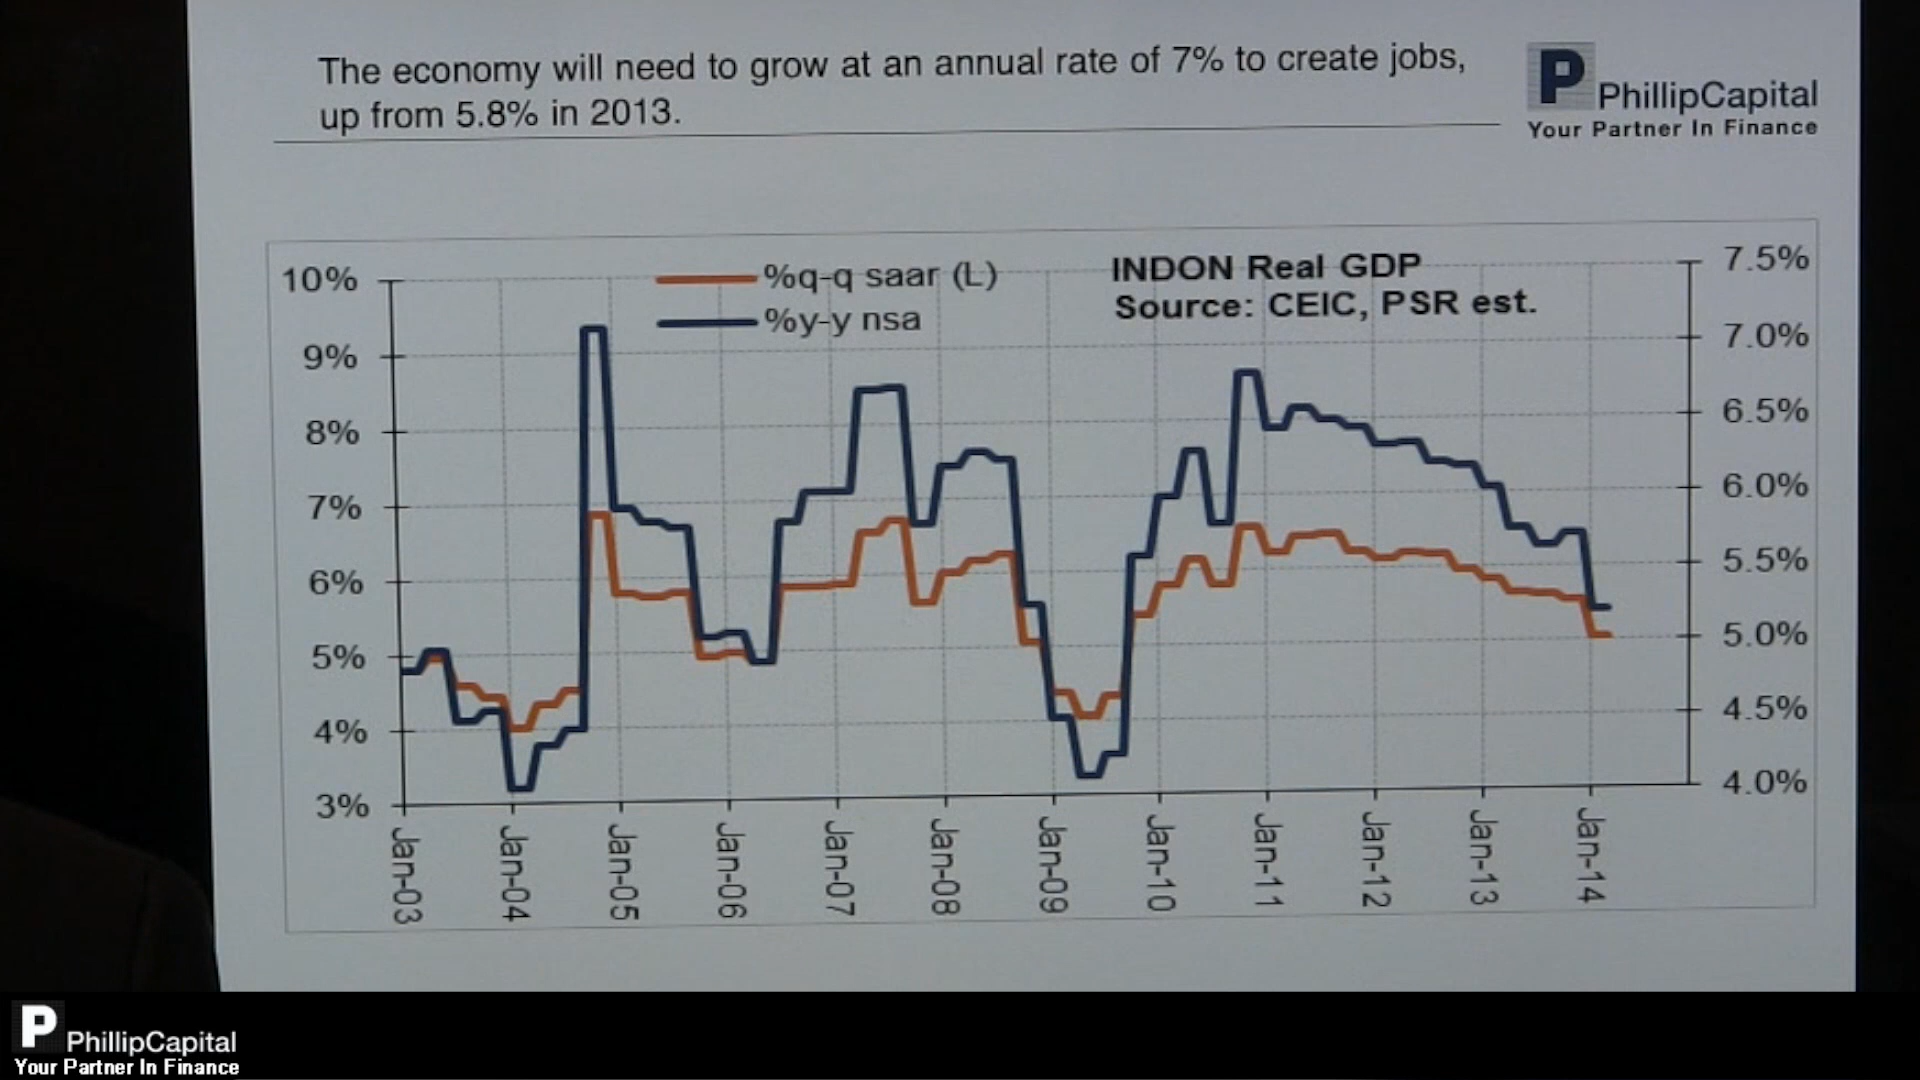 The economy will need to grow at an annual rate of 7% to create jobs,
up from 5.8% in 2013.
P PhillipCapital
Your Partner In Finance
%q-q saar (L)
%y-y nsa
INDON Real GDP
Source: CEIC, PSR est.
10%
9%
8%
7%
6%
5%
4%
3%
7.5%
7.0%
6.5%
6.0%
5.5%
5.0%
4.5%
4.0%
Jan-03
Jan-04
Jan-05
Jan-06
Jan-07
Jan-08
Jan-09
Jan-10
Jan-11
Jan-12
Jan-13
Jan-14
P PhillipCapital
Your Partner In Finance